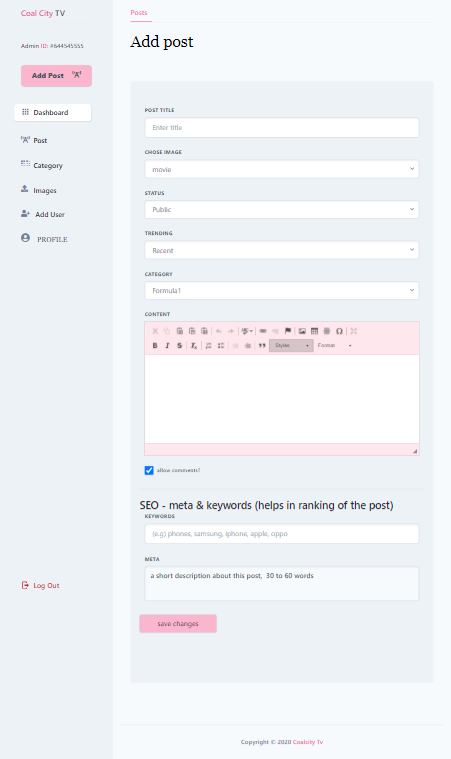 Coal City TV
Posts
Add post
Admin ID: #644545555
Add Post
Dashboard
Post
Category
Images
Add User
PROFILE
Log Out
POST TITLE
Enter title
CHOSE IMAGE
movie
STATUS
Public
TRENDING
Recent
CATEGORY
Formula1
CONTENT
Styles
Format
allow comments!
SEO - meta & keywords (helps in ranking of the post)
KEYWORDS
(e.g) phones, samsung, iphone, apple, oppo
META
a short description about this post, 30 to 60 words
save changes
Copyright © 2020 Coalcity Tv